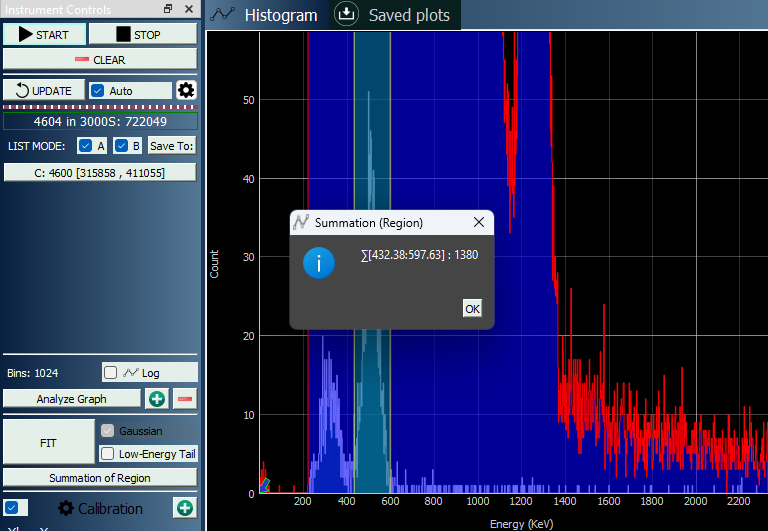 Instrument Controls
START
STOP
CLEAR
UPDATE
Auto
4604 in 3000S: 722049
LIST MODE:
A
B
Save To:
C: 4600 [315858 , 411055]
Bins: 1024
Log
Analyze Graph
FIT
Gaussian
Low-Energy Tail
Summation of Region
Calibration
Histogram
Saved plots
Count
50
40
30
20
10
0
200
400
600
800
1000
1200
1400
1600
1800
2000
2200
Energy (KeV)
Summation (Region)
∑[432.38:597.63] : 1380
i
OK